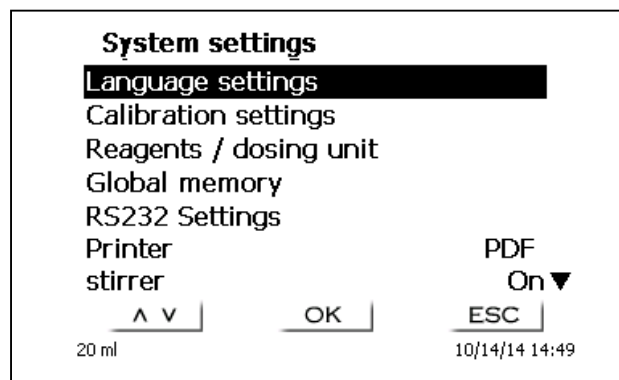 System settings
Language settings
Calibration settings
Reagents / dosing unit
Global memory
RS232 Settings
Printer PDF
stirrer On ▼
∧ ∨ OK ESC
20 ml 10/14/14 14:49